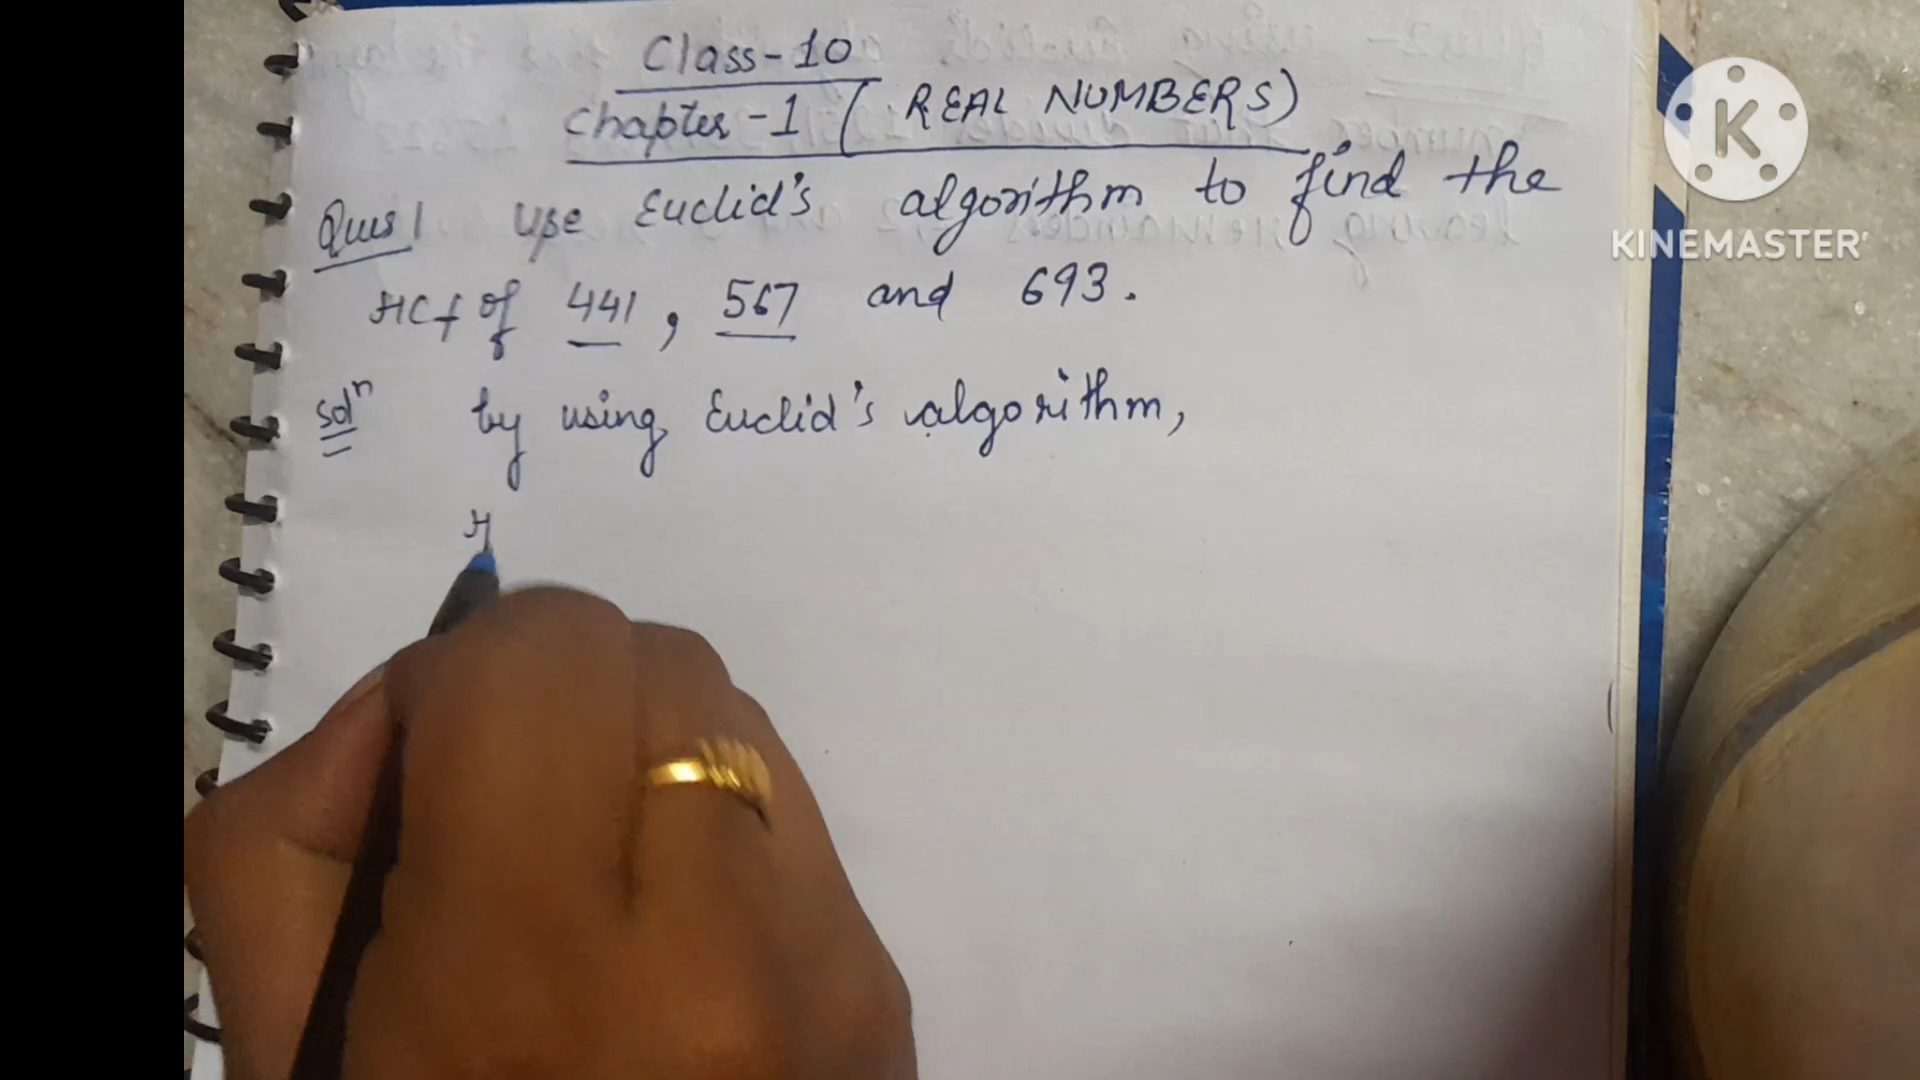 Class-10
Chapter-1 ( REAL NUMBERS)
Ques 1 use Euclid's algorithm to find the
HCf of 441, 567 and 693.
Solⁿ by using Euclid's algorithm,
H
K
KINEMASTER